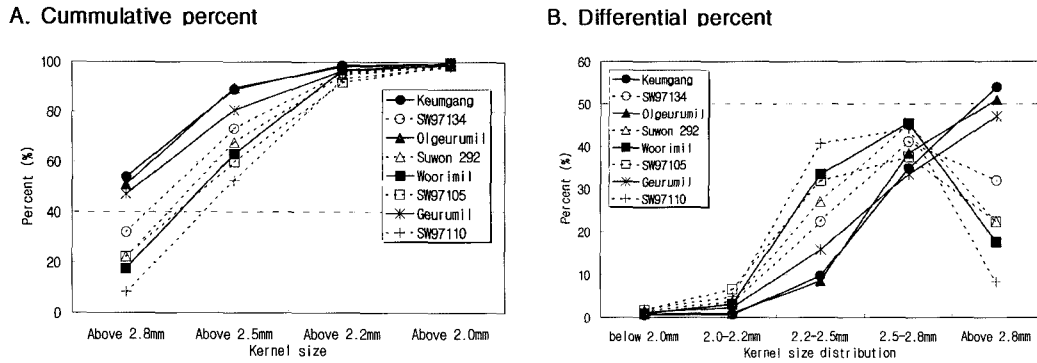 A. Cummulative percent
Percent (%)
100
80
60
40
20
0
Keumgang
SW97134
Olgeurumil
Suwon 292
Woorimil
SW97105
Geurumil
SW97110
Above 2.8mm
Above 2.5mm
Above 2.2mm
Above 2.0mm
Kernel size
B. Differential percent
Percent (%)
60
50
40
30
20
10
0
Keumgang
SW97134
Olgeurumil
Suwon 292
Woorimil
SW97105
Geurumil
SW97110
below 2.0mm
2.0-2.2mm
2.2-2.5mm
2.5-2.8mm
Above 2.8mm
Kernel size distribution